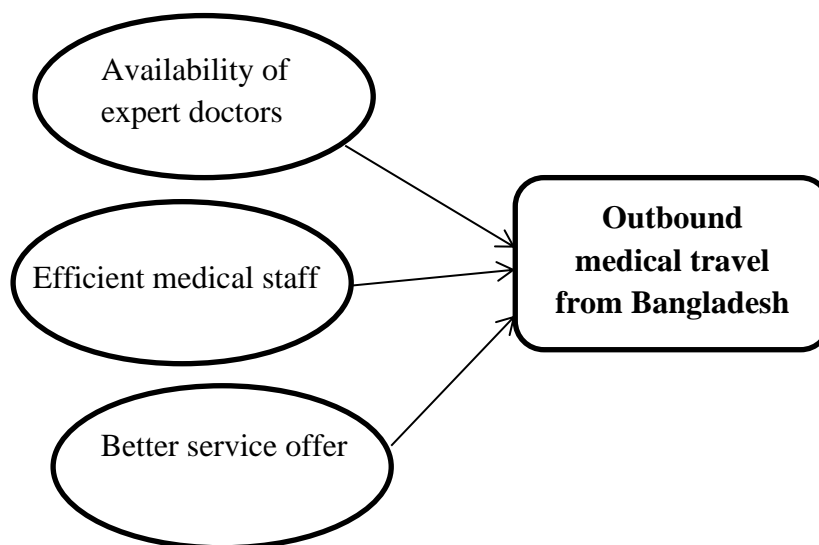 Availability of
expert doctors
Efficient medical staff
Better service offer
Outbound
medical travel
from Bangladesh